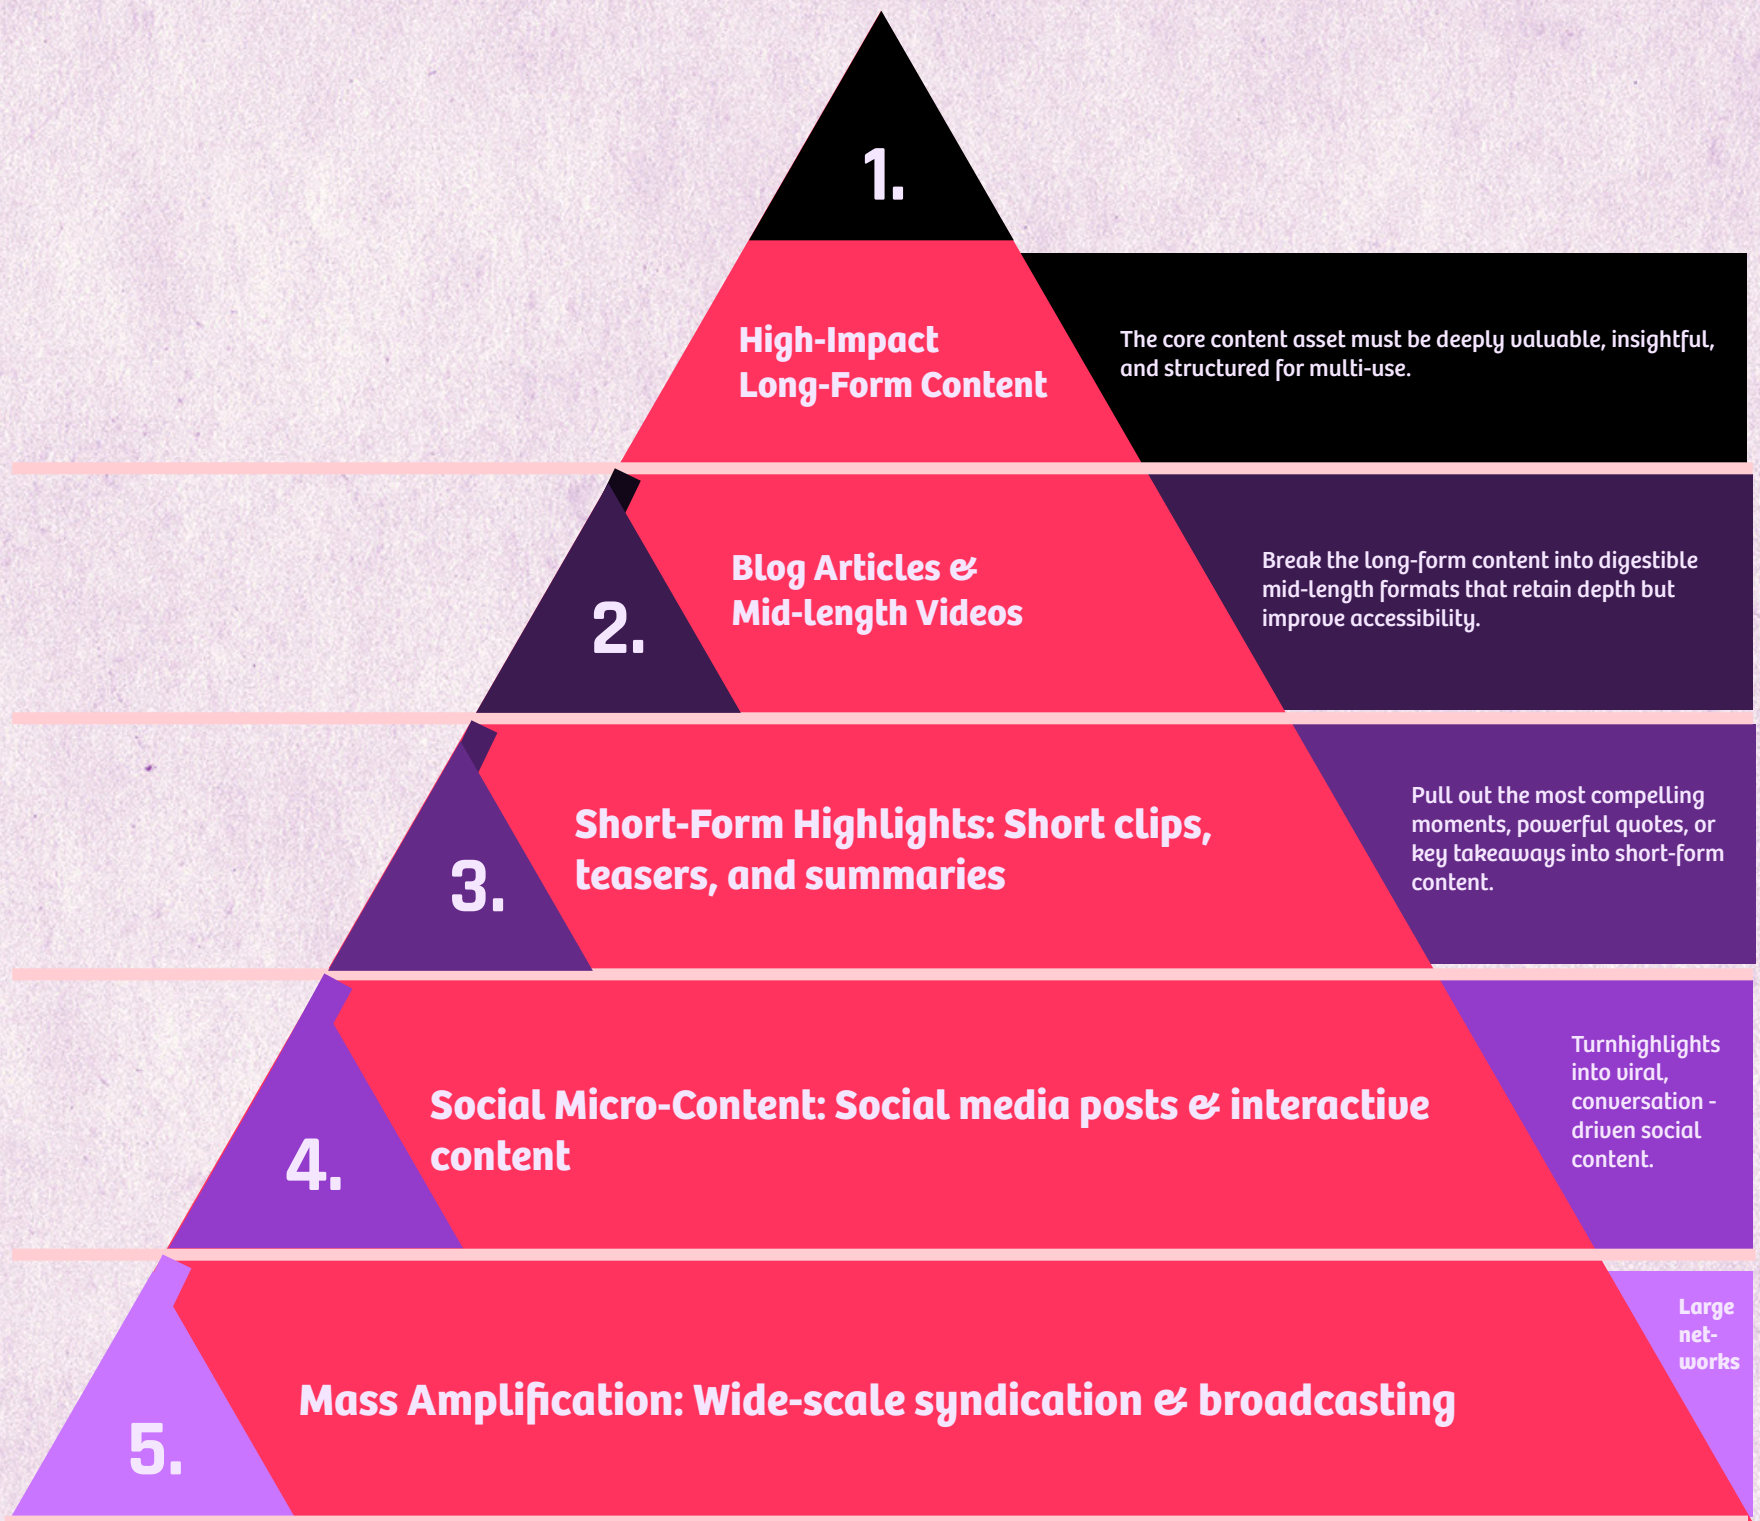 1.
High-Impact
Long-Form Content
The core content asset must be deeply valuable, insightful,
and structured for multi-use.
2.
Blog Articles &
Mid-length Videos
Break the long-form content into digestible
mid-length formats that retain depth but
improve accessibility.
3.
Short-Form Highlights: Short clips,
teasers, and summaries
Pull out the most compelling
moments, powerful quotes, or
key takeaways into short-form
content.
4.
Social Micro-Content: Social media posts & interactive
content
Turnhighlights
into viral,
conversation -
driven social
content.
5.
Mass Amplification: Wide-scale syndication & broadcasting
Large
net-
works